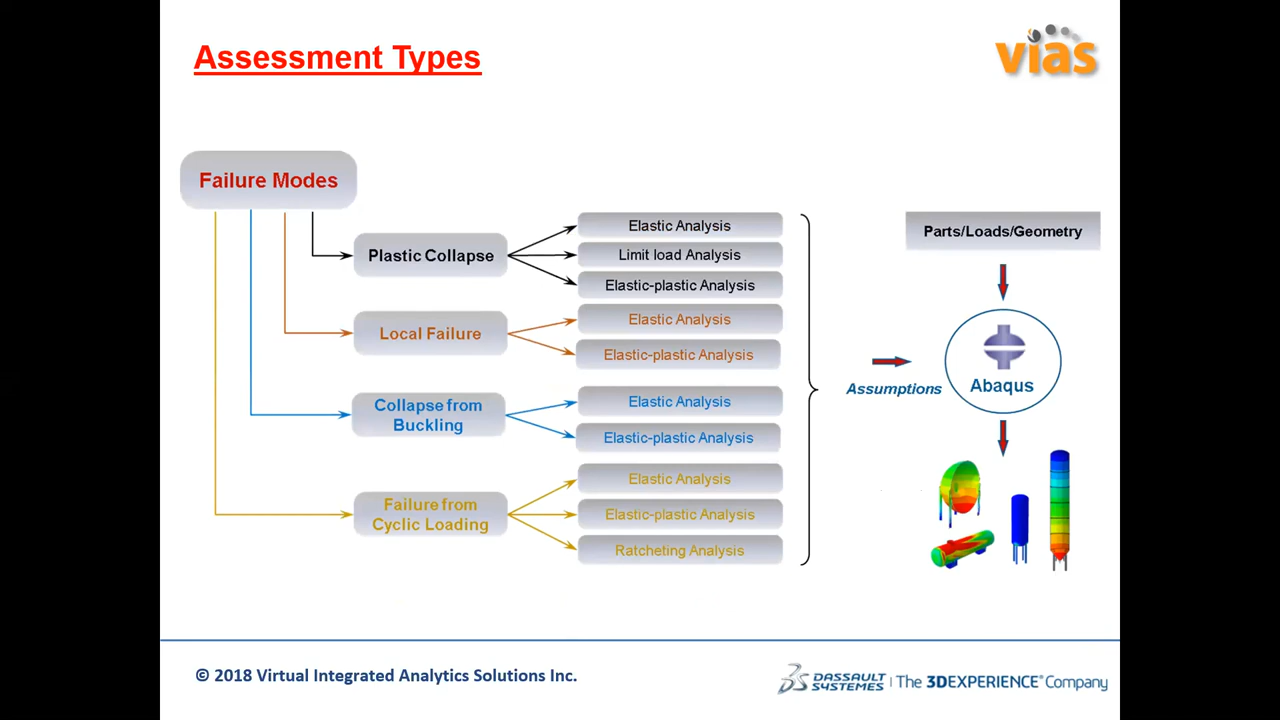 Assessment Types
vias
Failure Modes
Plastic Collapse
Elastic Analysis
Limit load Analysis
Elastic-plastic Analysis
Local Failure
Elastic Analysis
Elastic-plastic Analysis
Collapse from
Buckling
Elastic Analysis
Elastic-plastic Analysis
Failure from
Cyclic Loading
Elastic Analysis
Elastic-plastic Analysis
Ratcheting Analysis
Parts/Loads/Geometry
Assumptions
Abaqus
© 2018 Virtual Integrated Analytics Solutions Inc.
DASSAULT
SYSTEMES
The 3DEXPERIENCE® Company